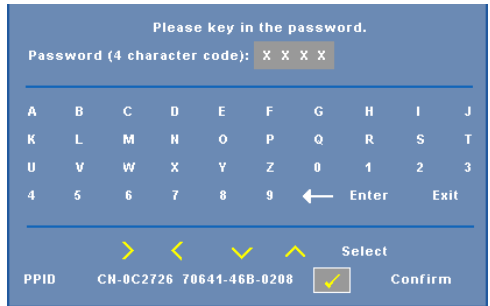 Please key in the password.
Password (4 character code): X X X X
A B C D E F G H I J
K L M N O P Q R S T
U V W X Y Z 0 1 2 3
4 5 6 7 8 9 Enter Exit
Select
PPID CN-0C2726 70641-46B-0208 Confirm